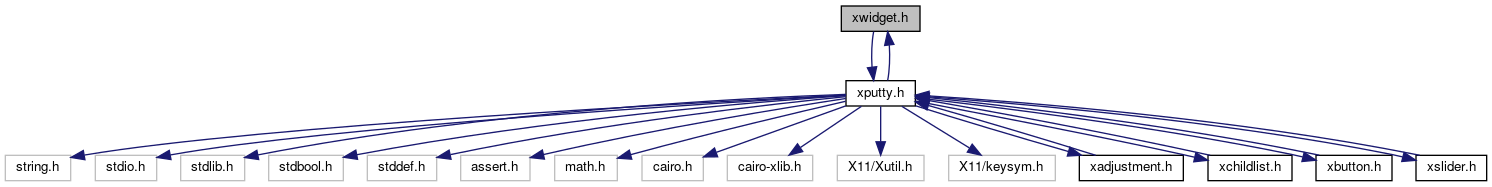 xwidget.h
xputty.h
string.h
stdio.h
stdlib.h
stdbool.h
stddef.h
assert.h
math.h
cairo.h
cairo-xlib.h
X11/Xutil.h
X11/keysym.h
xadjustment.h
xchildlist.h
xbutton.h
xslider.h